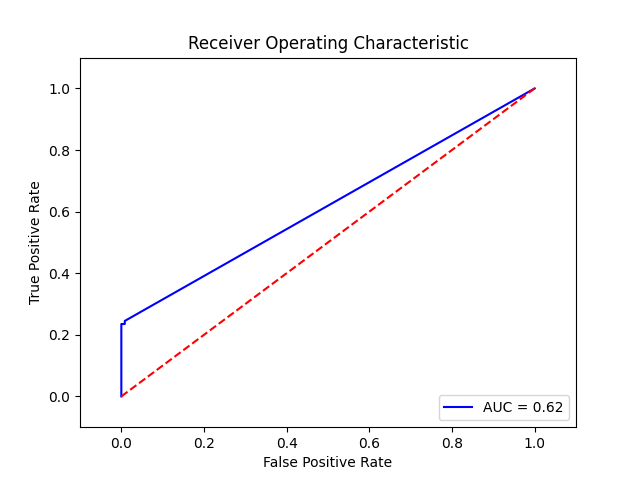 Receiver Operating Characteristic
True Positive Rate
1.0
0.8
0.6
0.4
0.2
0.0
AUC = 0.62
0.0 0.2 0.4 0.6 0.8 1.0
False Positive Rate